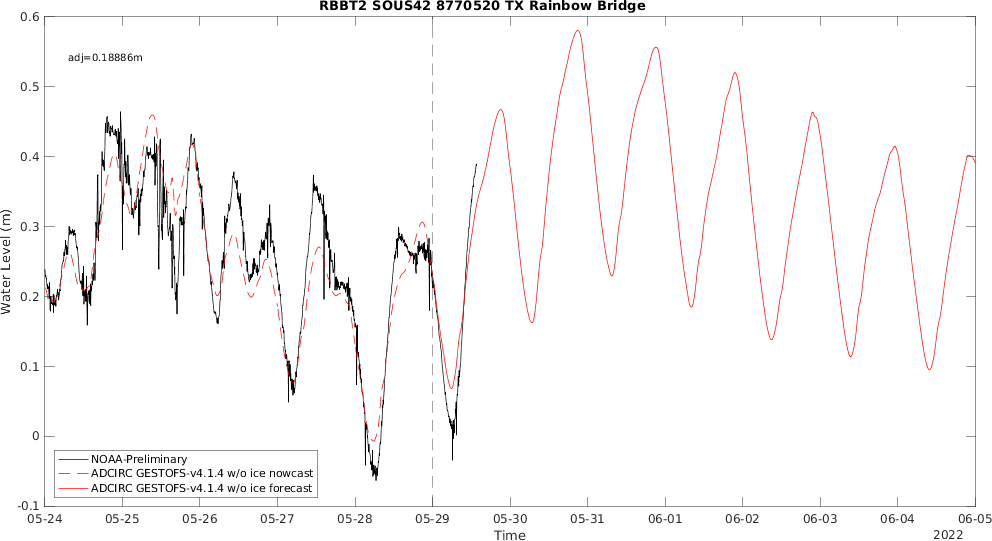 RBBT2 SOUS42 8770520 TX Rainbow Bridge
adj=0.18886m
0.6
0.5
0.4
0.3
0.2
0.1
0
-0.1
Water Level (m)
NOAA-Preliminary
ADCIRC GESTOFS-v4.1.4 w/o ice nowcast
ADCIRC GESTOFS-v4.1.4 w/o ice forecast
05-24 05-25 05-26 05-27 05-28 05-29 05-30 05-31 06-01 06-02 06-03 06-04 06-05
Time
2022